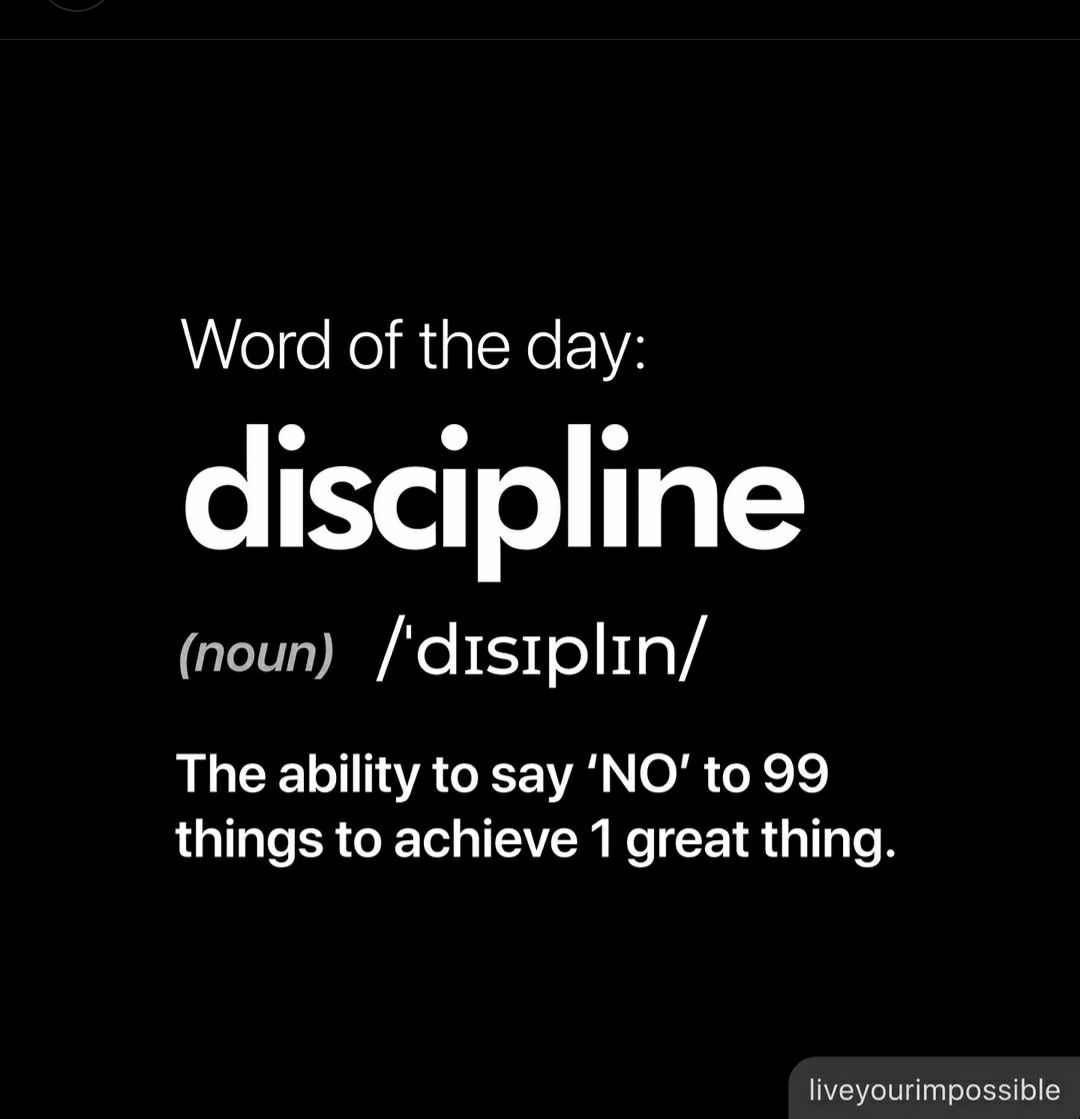 Word of the day:
discipline
(noun) /ˈdɪsɪplɪn/
The ability to say ‘NO’ to 99
things to achieve 1 great thing.
liveyourimpossible